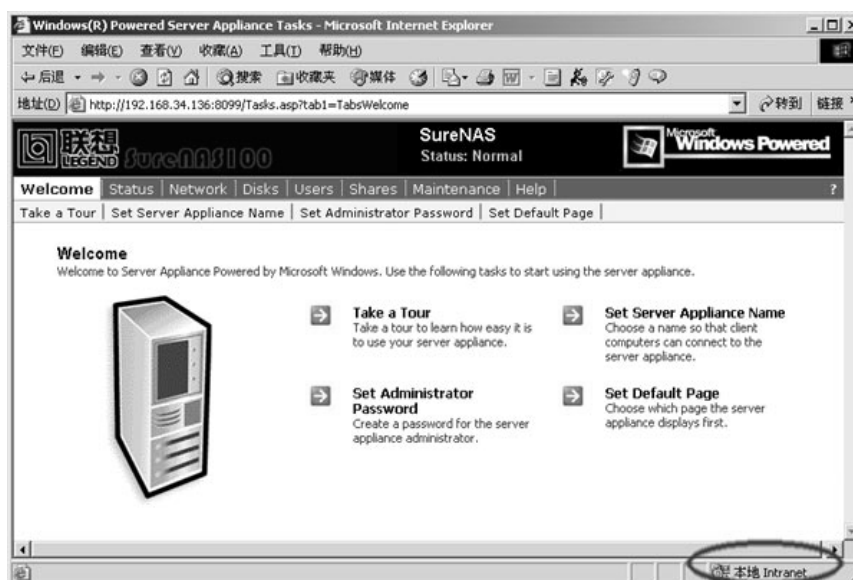 Windows(R) Powered Server Appliance Tasks - Microsoft Internet Explorer
文件(F) 编辑(E) 查看(V) 收藏(A) 工具(T) 帮助(H)
后退 搜索 收藏夹 媒体
地址(D) http://192.168.34.136:8099/Tasks.asp?tab1=TabsWelcome 转到 链接
联想 LEGEND SureNAS100
SureNAS
Status: Normal
Microsoft Windows Powered
Welcome Status Network Disks Users Shares Maintenance Help ?
Take a Tour Set Server Appliance Name Set Administrator Password Set Default Page
Welcome
Welcome to Server Appliance Powered by Microsoft Windows. Use the following tasks to start using the server appliance.
Take a Tour
Take a tour to learn how easy it is
to use your server appliance.
Set Server Appliance Name
Choose a name so that client
computers can connect to the
server appliance.
Set Administrator
Password
Create a password for the server
appliance administrator.
Set Default Page
Choose which page the server
appliance displays first.
本地 Intranet